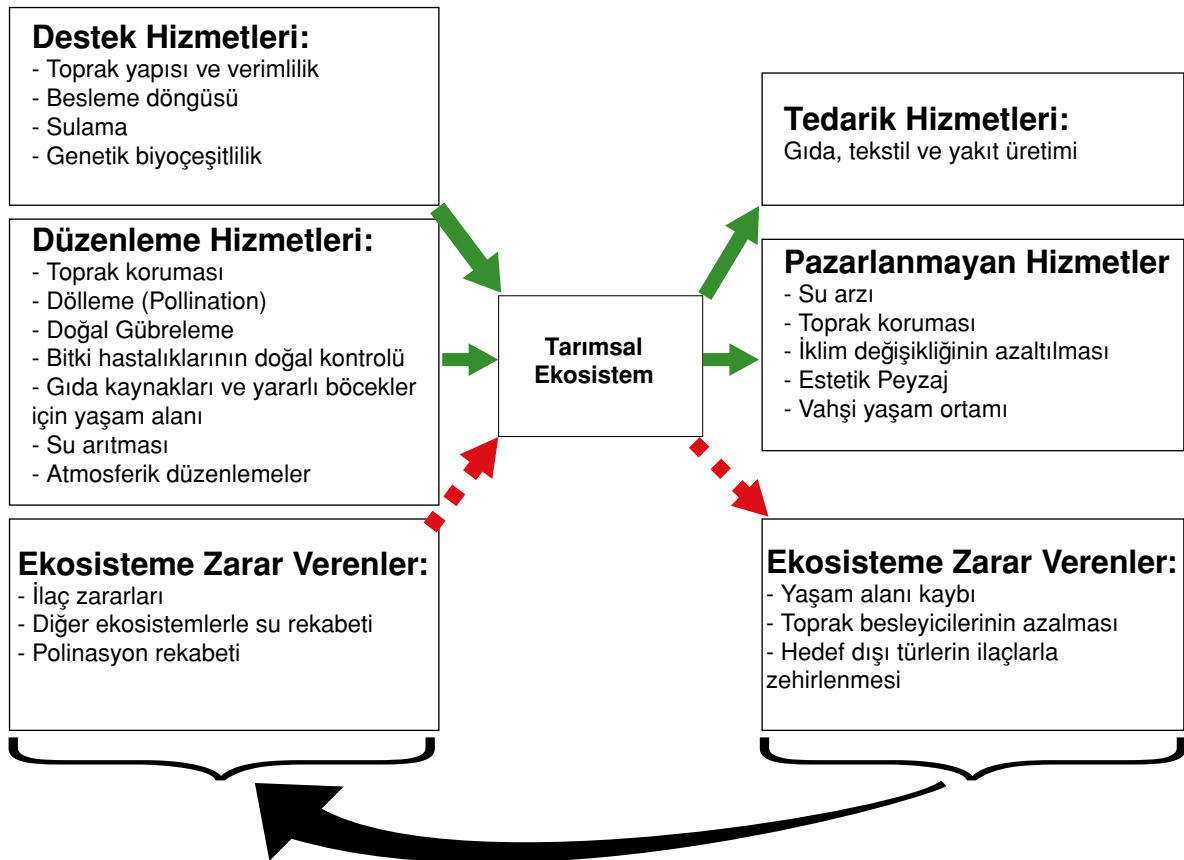 Destek Hizmetleri:
- Toprak yapısı ve verimlilik
- Besleme döngüsü
- Sulama
- Genetik biyoçeşitlilik
Düzenleme Hizmetleri:
- Toprak koruması
- Dölleme (Pollination)
- Doğal Gübreleme
- Bitki hastalıklarının doğal kontrolü
- Gıda kaynakları ve yararlı böcekler
için yaşam alanı
- Su arıtması
- Atmosferik düzenlemeler
Ekosisteme Zarar Verenler:
- İlaç zararları
- Diğer ekosistemlerle su rekabeti
- Polinasyon rekabeti
Tarımsal
Ekosistem
Tedarik Hizmetleri:
Gıda, tekstil ve yakıt üretimi
Pazarlanmayan Hizmetler
- Su arzı
- Toprak koruması
- İklim değişikliğinin azaltılması
- Estetik Peyzaj
- Vahşi yaşam ortamı
Ekosisteme Zarar Verenler:
- Yaşam alanı kaybı
- Toprak besleyicilerinin azalması
- Hedef dışı türlerin ilaçlarla
zehirlenmesi